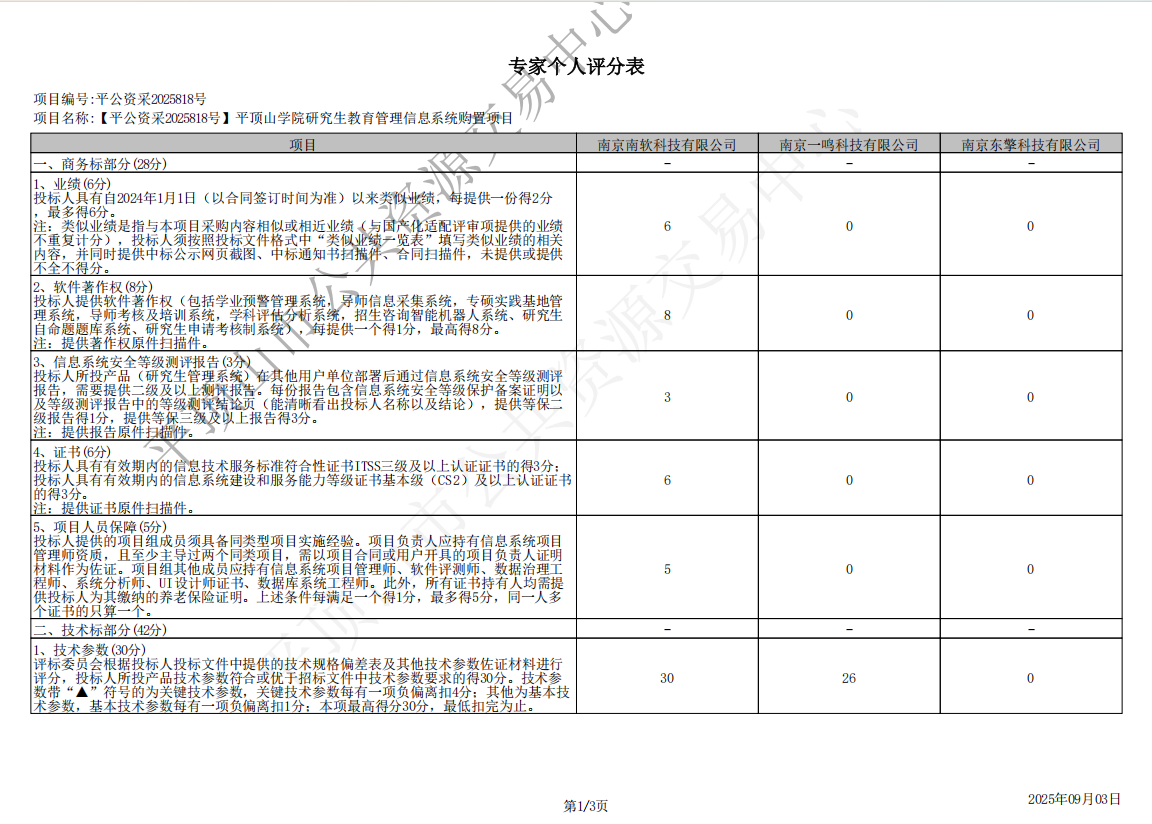 专家个人评分表
项目编号:平公资采2025818号
项目名称:【平公资采2025818号】平顶山学院研究生教育管理信息系统购置项目
项目 南京南软科技有限公司 南京一鸣科技有限公司 南京东擎科技有限公司
一、商务标部分(28分) - - -
1、业绩(6分)
投标人具有自2024年1月1日（以合同签订时间为准）以来类似业绩，每提供一份得2分
，最多得6分。
注：类似业绩是指与本项目采购内容相似或相近业绩（与国产化适配评审项提供的业绩
不重复计分），投标人须按照投标文件格式中“类似业绩一览表”填写类似业绩的相关
内容，并同时提供中标公示网页截图、中标通知书扫描件、合同扫描件，未提供或提供
不全不得分。
6 0 0
2、软件著作权(8分)
投标人提供软件著作权（包括学业预警管理系统，导师信息采集系统，专硕实践基地管
理系统，导师考核及培训系统，学科评估分析系统，招生咨询智能机器人系统、研究生
自命题题库系统、研究生申请考核制系统），每提供一个得1分，最高得8分。
注：提供著作权原件扫描件。
8 0 0
3、信息系统安全等级测评报告(3分)
投标人所投产品（研究生管理系统）在其他用户单位部署后通过信息系统安全等级测评
报告，需要提供二级及以上测评报告。每份报告包含信息系统安全等级保护备案证明以
及等级测评报告中的等级测评结论页（能清晰看出投标人名称以及结论），提供等保二
级报告得1分，提供等保三级及以上报告得3分。
注：提供报告原件扫描件。
3 0 0
4、证书(6分)
投标人具有有效期内的信息技术服务标准符合性证书ITSS三级及以上认证证书的得3分；
投标人具有有效期内的信息系统建设和服务能力等级证书基本级（CS2）及以上认证证书
的得3分。
注：提供证书原件扫描件。
6 0 0
5、项目人员保障(5分)
投标人提供的项目组成员须具备同类型项目实施经验。项目负责人应持有信息系统项目
管理师资质，且至少主导过两个同类项目，需以项目合同或用户开具的项目负责人证明
材料作为佐证。项目组其他成员应持有信息系统项目管理师、软件评测师、数据治理工
程师、系统分析师、UI设计师证书、数据库系统工程师。此外，所有证书持有人均需提
供投标人为其缴纳的养老保险证明。上述条件每满足一个得1分，最多得5分，同一人多
个证书的只算一个。
5 0 0
二、技术标部分(42分) - - -
1、技术参数(30分)
评标委员会根据投标人投标文件中提供的技术规格偏差表及其他技术参数佐证材料进行
评分，投标人所投产品技术参数符合或优于招标文件中技术参数要求的得30分。技术参
数带“▲”符号的为关键技术参数，关键技术参数每有一项负偏离扣4分；其他为基本技
术参数，基本技术参数每有一项负偏离扣1分；本项最高得分30分，最低扣完为止。
30 26 0
平顶山市公共资源交易中心
平顶山市公共资源交易中心
第1/3页
2025年09月03日